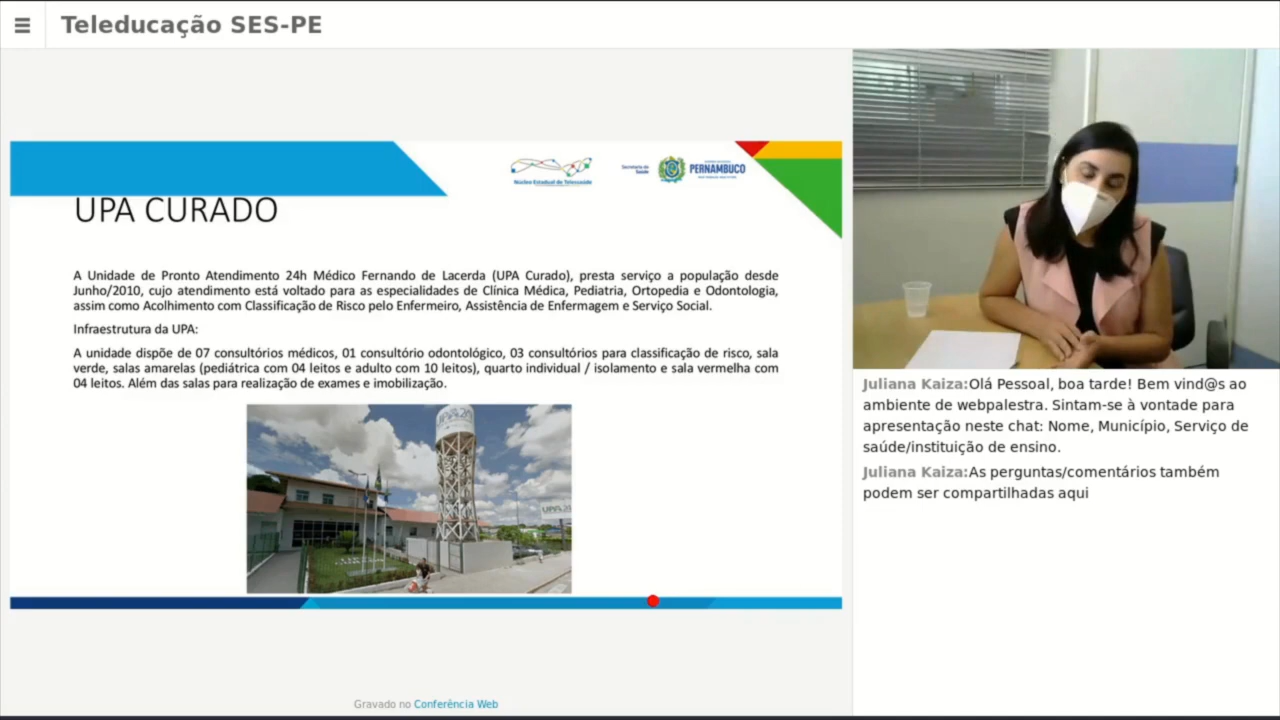 Teleducação SES-PE
Núcleo Estadual de Telessaúde
Secretaria de
Saúde
PERNAMBUCO
UPA CURADO
A Unidade de Pronto Atendimento 24h Médico Fernando de Lacerda (UPA Curado), presta serviço a população desde
Junho/2010, cujo atendimento está voltado para as especialidades de Clínica Médica, Pediatria, Ortopedia e Odontologia,
assim como Acolhimento com Classificação de Risco pelo Enfermeiro, Assistência de Enfermagem e Serviço Social.
Infraestrutura da UPA:
A unidade dispõe de 07 consultórios médicos, 01 consultório odontológico, 03 consultórios para classificação de risco, sala
verde, salas amarelas (pediátrica com 04 leitos e adulto com 10 leitos), quarto individual / isolamento e sala vermelha com
04 leitos. Além das salas para realização de exames e imobilização.
Gravado no Conferência Web
Juliana Kaiza:Olá Pessoal, boa tarde! Bem vind@s ao
ambiente de webpalestra. Sintam-se à vontade para
apresentação neste chat: Nome, Município, Serviço de
saúde/instituição de ensino.
Juliana Kaiza:As perguntas/comentários também
podem ser compartilhadas aqui